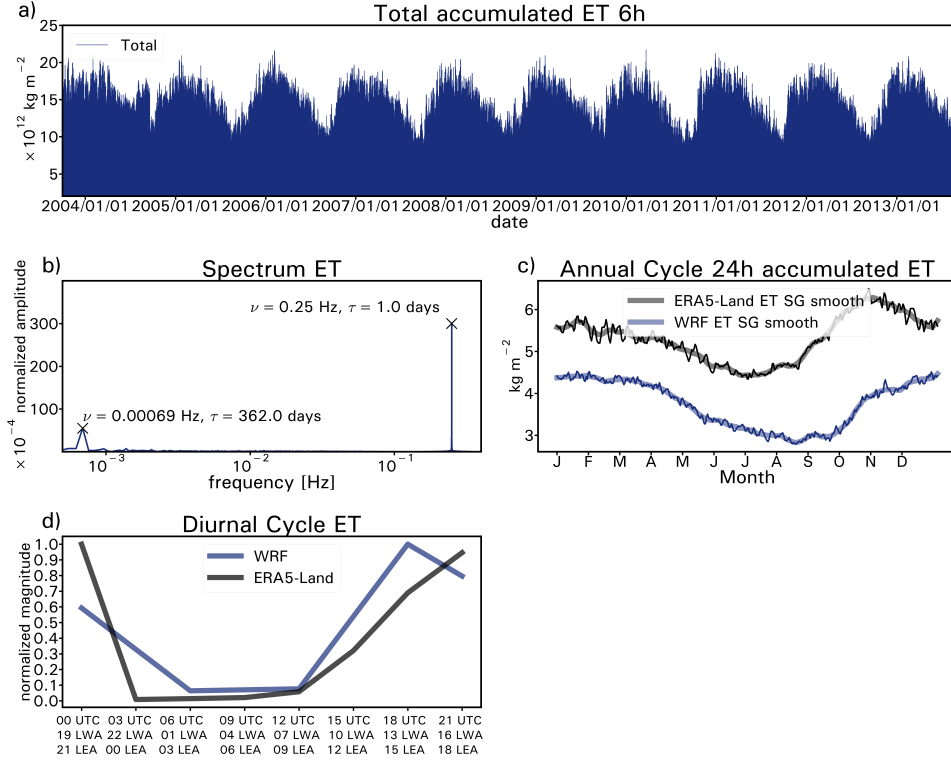 a)
Total accumulated ET 6h
× 10¹² kg m⁻²
25
20
15
10
5
Total
2004/01/01 2005/01/01 2006/01/01 2007/01/01 2008/01/01 2009/01/01 2010/01/01 2011/01/01 2012/01/01 2013/01/01
date
b)
Spectrum ET
× 10⁻⁴ normalized amplitude
300
200
100
ν = 0.25 Hz, τ = 1.0 days
ν = 0.00069 Hz, τ = 362.0 days
10⁻³ 10⁻² 10⁻¹
frequency [Hz]
c)
Annual Cycle 24h accumulated ET
kg m⁻²
6
5
4
3
ERA5-Land ET SG smooth
WRF ET SG smooth
J F M A M J J A S O N D
Month
d)
Diurnal Cycle ET
normalized magnitude
1.0
0.9
0.8
0.7
0.6
0.5
0.4
0.3
0.2
0.1
0.0
WRF
ERA5-Land
00 UTC 03 UTC 06 UTC 09 UTC 12 UTC 15 UTC 18 UTC 21 UTC
19 LWA 22 LWA 01 LWA 04 LWA 07 LWA 10 LWA 13 LWA 16 LWA
21 LEA 00 LEA 03 LEA 06 LEA 09 LEA 12 LEA 15 LEA 18 LEA